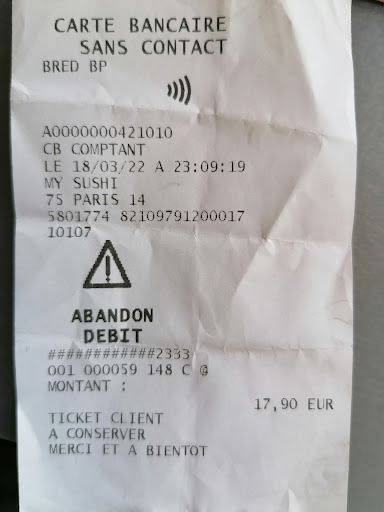 CARTE BANCAIRE
SANS CONTACT
BRED BP
A0000000421010
CB COMPTANT
LE 18/03/22 A 23:09:19
MY SUSHI
75 PARIS 14
5801774 82109791200017
10107
ABANDON
DEBIT
############2333
001 000059 148 C @
MONTANT :
17,90 EUR
TICKET CLIENT
A CONSERVER
MERCI ET A BIENTOT